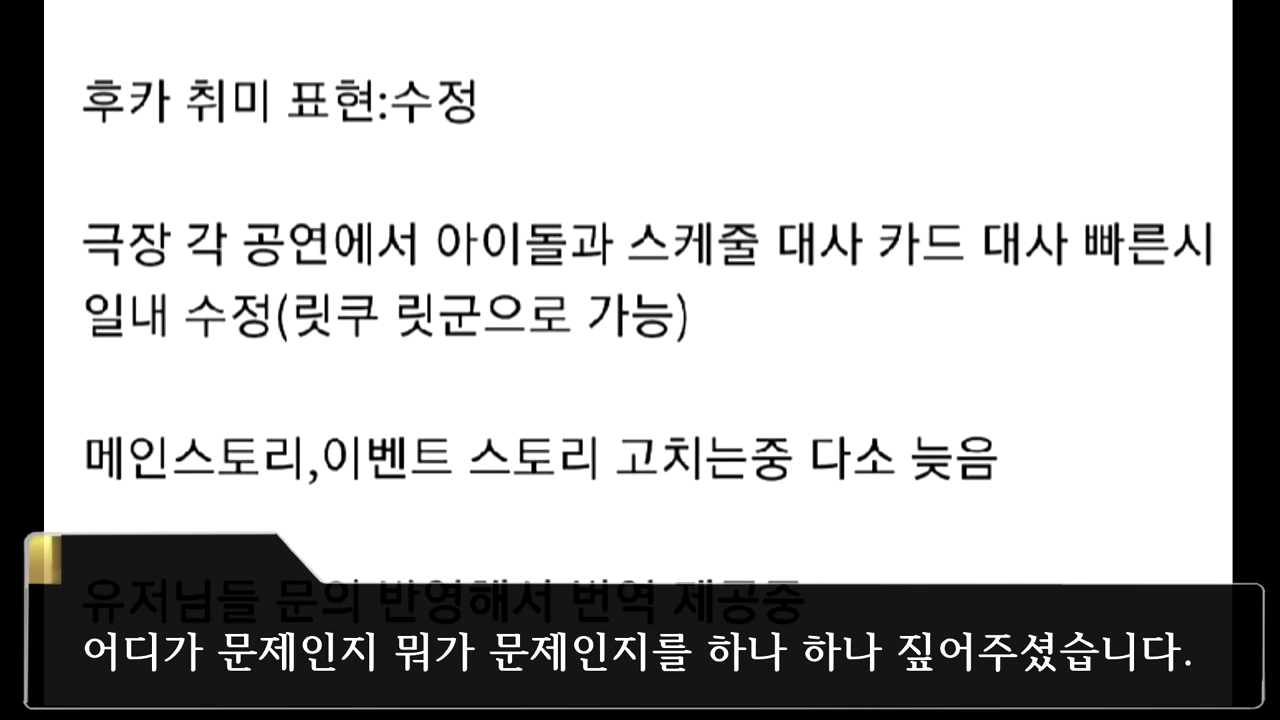 후카 취미 표현:수정
극장 각 공연에서 아이돌과 스케줄 대사 카드 대사 빠른시
일내 수정(릿쿠 릿군으로 가능)
메인스토리,이벤트 스토리 고치는중 다소 늦음
유저님들 문의 반영해서 번역 제공중
어디가 문제인지 뭐가 문제인지를 하나 하나 짚어주셨습니다.